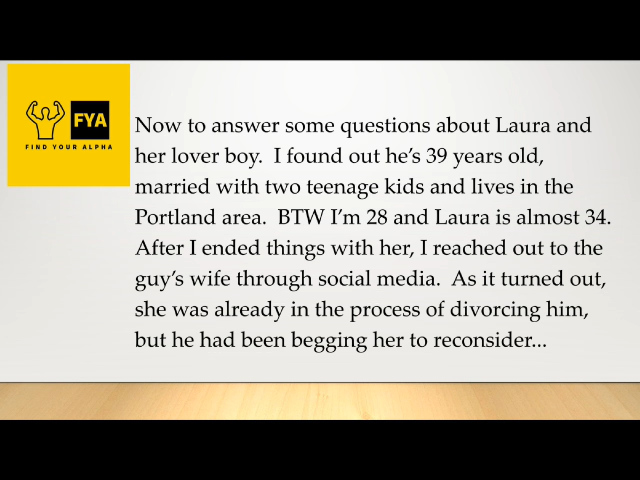 FYA
FIND YOUR ALPHA
Now to answer some questions about Laura and
her lover boy.  I found out he's 39 years old,
married with two teenage kids and lives in the
Portland area.  BTW I'm 28 and Laura is almost 34.
After I ended things with her, I reached out to the
guy's wife through social media.  As it turned out,
she was already in the process of divorcing him,
but he had been begging her to reconsider...